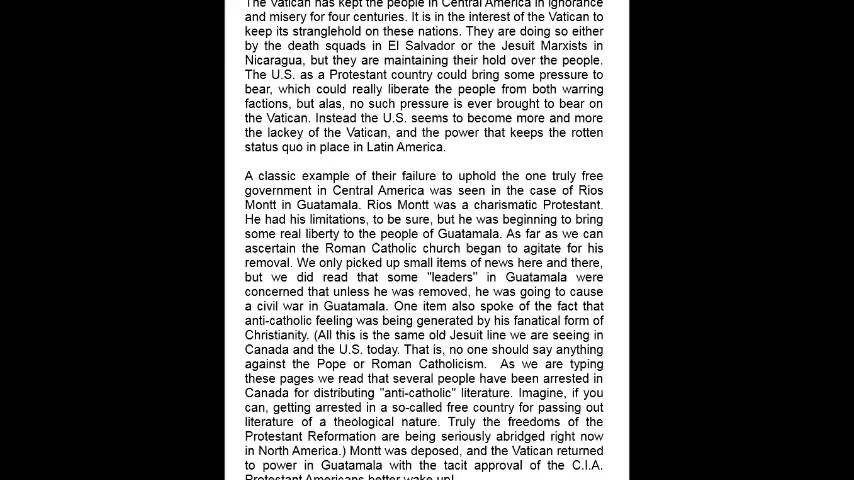 The Vatican has kept the people in Central America in ignorance
and misery for four centuries. It is in the interest of the Vatican to
keep its stranglehold on these nations. They are doing so either
by the death squads in El Salvador or the Jesuit Marxists in
Nicaragua, but they are maintaining their hold over the people.
The U.S. as a Protestant country could bring some pressure to
bear, which could really liberate the people from both warring
factions, but alas, no such pressure is ever brought to bear on
the Vatican. Instead the U.S. seems to become more and more
the lackey of the Vatican, and the power that keeps the rotten
status quo in place in Latin America.
A classic example of their failure to uphold the one truly free
government in Central America was seen in the case of Rios
Montt in Guatamala. Rios Montt was a charismatic Protestant.
He had his limitations, to be sure, but he was beginning to bring
some real liberty to the people of Guatamala. As far as we can
ascertain the Roman Catholic church began to agitate for his
removal. We only picked up small items of news here and there,
but we did read that some "leaders" in Guatamala were
concerned that unless he was removed, he was going to cause
a civil war in Guatamala. One item also spoke of the fact that
anti-catholic feeling was being generated by his fanatical form of
Christianity. (All this is the same old Jesuit line we are seeing in
Canada and the U.S. today. That is, no one should say anything
against the Pope or Roman Catholicism. As we are typing
these pages we read that several people have been arrested in
Canada for distributing "anti-catholic" literature. Imagine, if you
can, getting arrested in a so-called free country for passing out
literature of a theological nature. Truly the freedoms of the
Protestant Reformation are being seriously abridged right now
in North America.) Montt was deposed, and the Vatican returned
to power in Guatamala with the tacit approval of the C.I.A.
Protestant Americans better wake up!